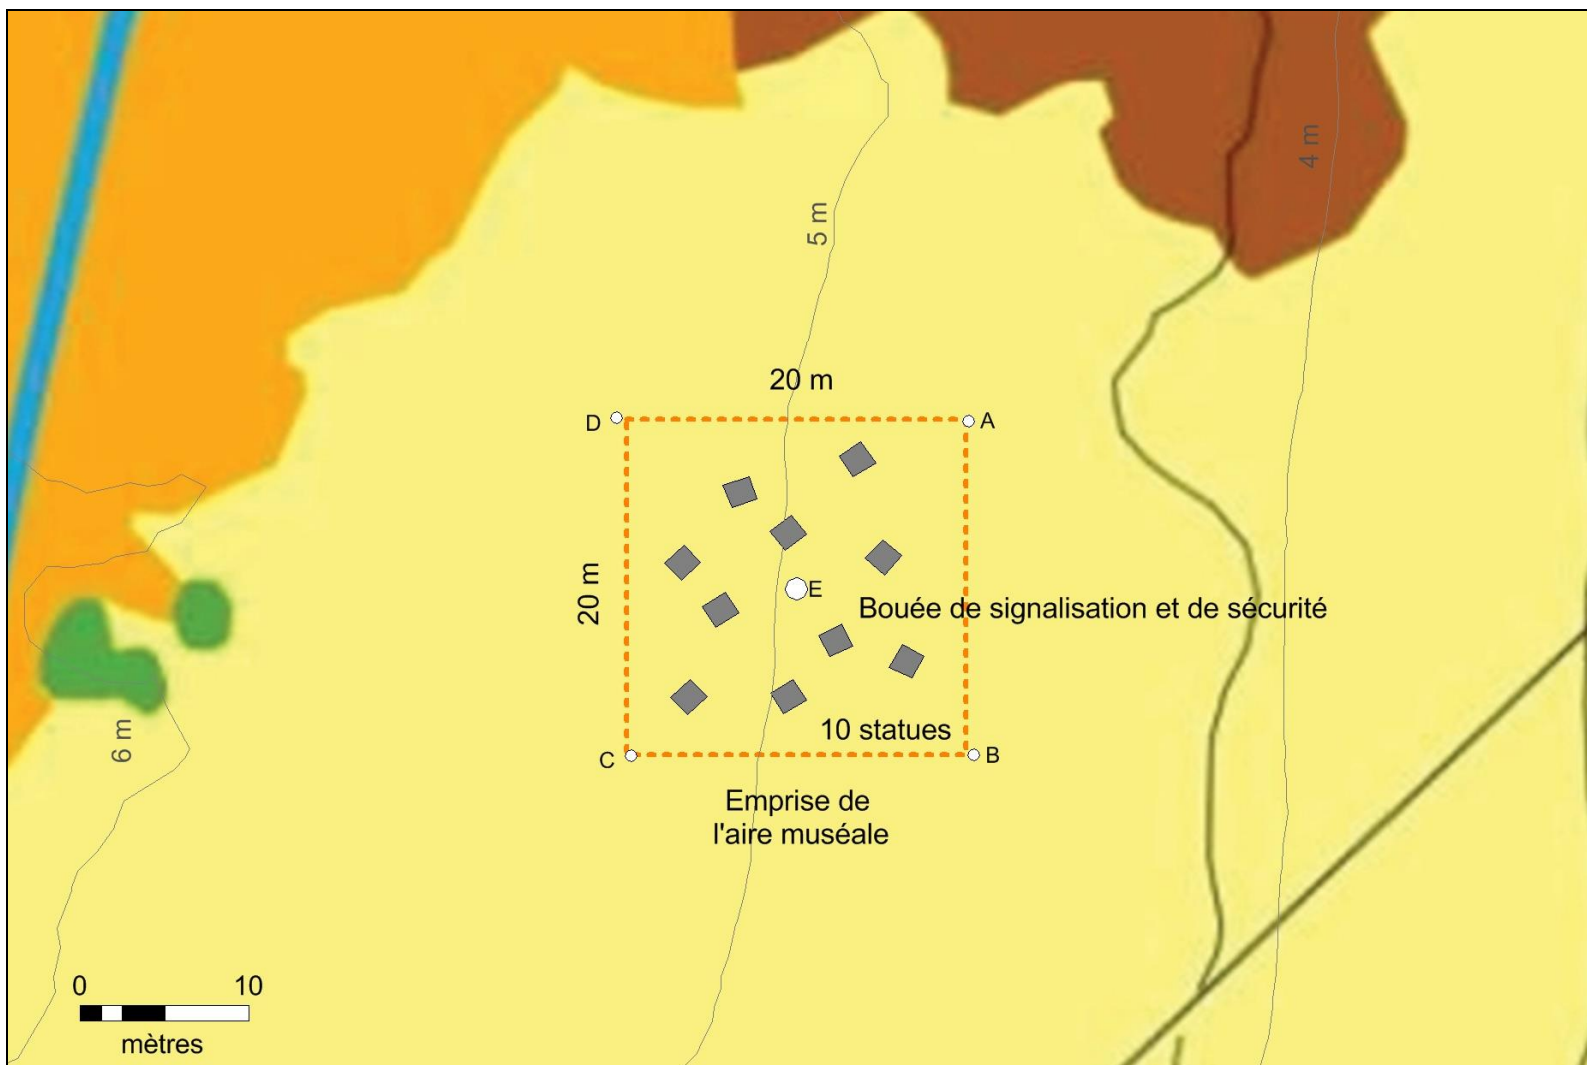 4 m
5 m
20 m
D
A
20 m
E
Bouée de signalisation et de sécurité
10 statues
C
B
6 m
Emprise de
l'aire muséale
0 10
mètres